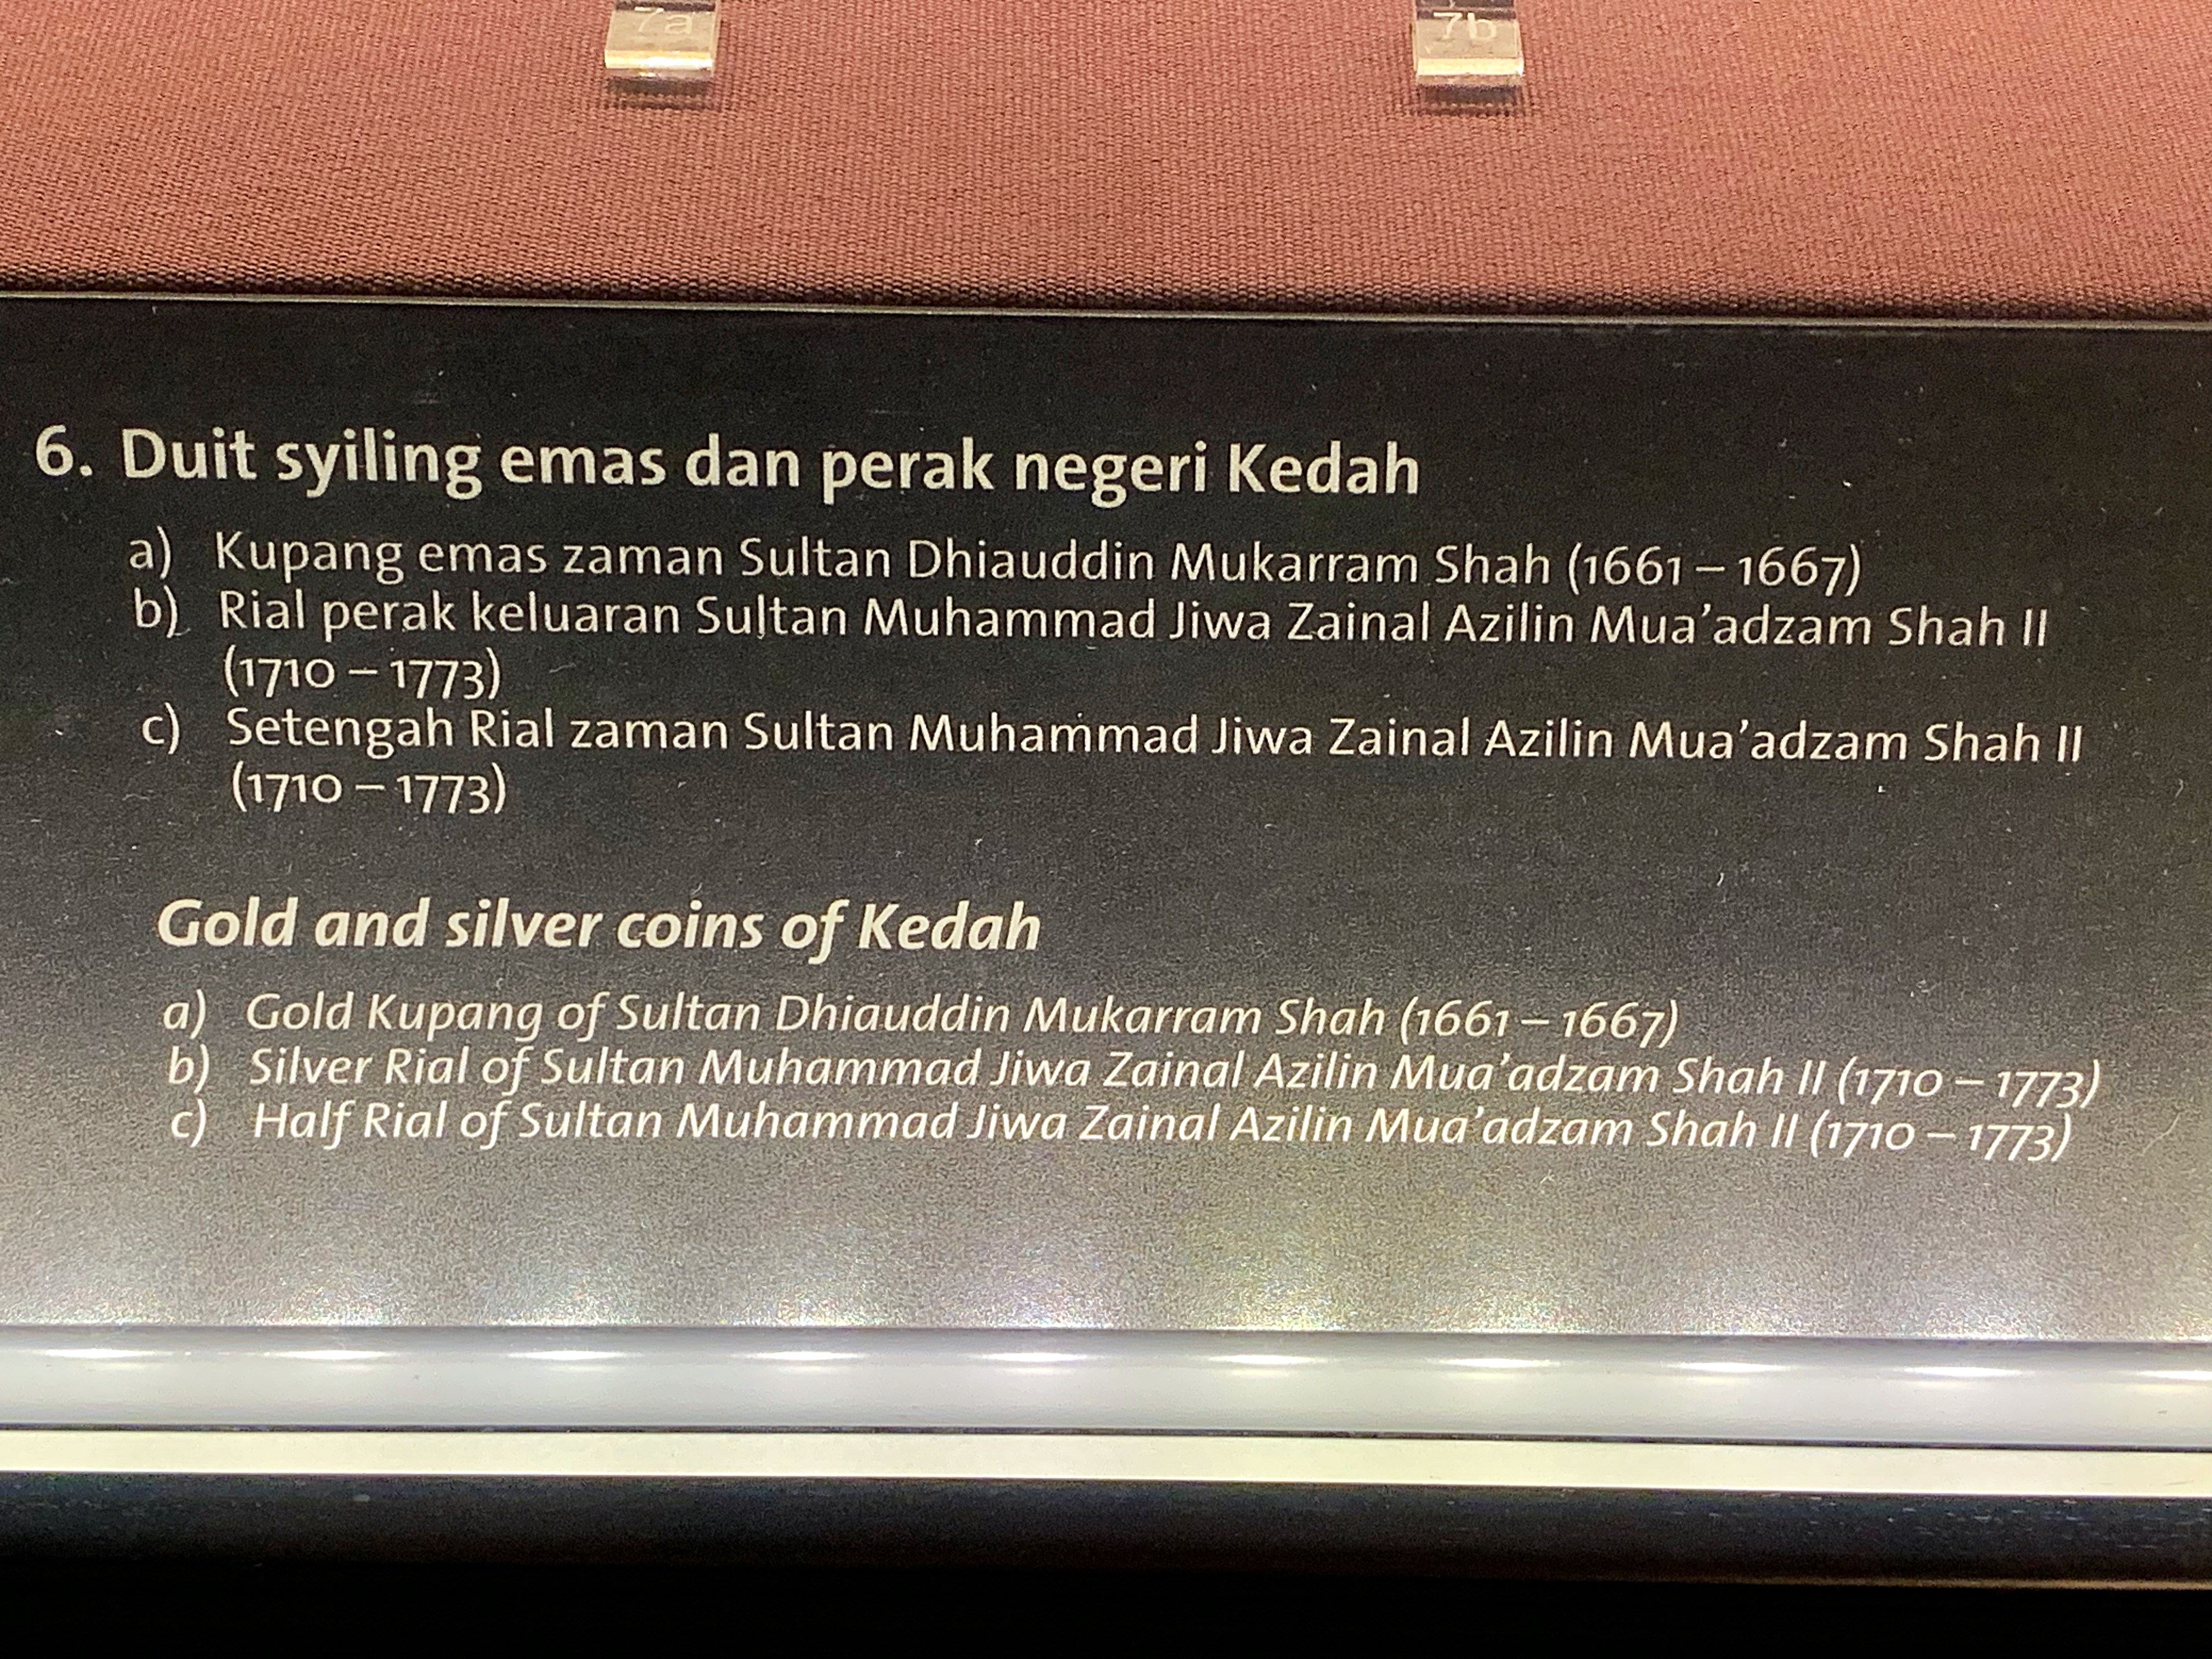 7a
7b
6. Duit syiling emas dan perak negeri Kedah
a) Kupang emas zaman Sultan Dhiauddin Mukarram Shah (1661 – 1667)
b) Rial perak keluaran Sultan Muhammad Jiwa Zainal Azilin Mua’adzam Shah II
(1710 – 1773)
c) Setengah Rial zaman Sultan Muhammad Jiwa Zainal Azilin Mua’adzam Shah II
(1710 – 1773)
Gold and silver coins of Kedah
a) Gold Kupang of Sultan Dhiauddin Mukarram Shah (1661 – 1667)
b) Silver Rial of Sultan Muhammad Jiwa Zainal Azilin Mua’adzam Shah II (1710 – 1773)
c) Half Rial of Sultan Muhammad Jiwa Zainal Azilin Mua’adzam Shah II (1710 – 1773)